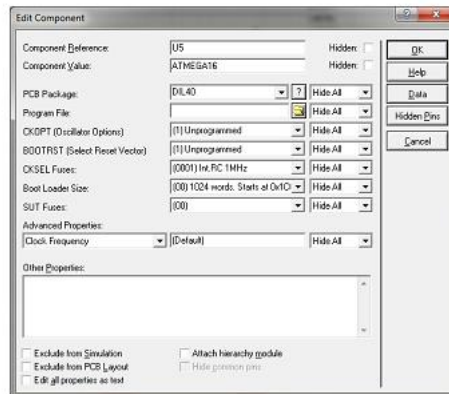 Edit Component
Component Reference: U5 Hidden: OK
Component Value: ATMEGA16 Hidden: Help
PCB Package: DIL40 ? Hide All Data
Program File: Hide All Hidden Pins
CKOPT (Oscillator Options) (1) Unprogrammed Hide All Cancel
BOOTRST (Select Reset Vector) (1) Unprogrammed Hide All
CKSEL Fuses: (0001) Int.RC 1MHz Hide All
Boot Loader Size: (00) 1024 words. Starts at 0x1C Hide All
SUT Fuses: (00) Hide All
Advanced Properties:
Clock Frequency (Default) Hide All
Other Properties:
Exclude from Simulation Attach hierarchy module
Exclude from PCB Layout Hide common pins
Edit all properties as text